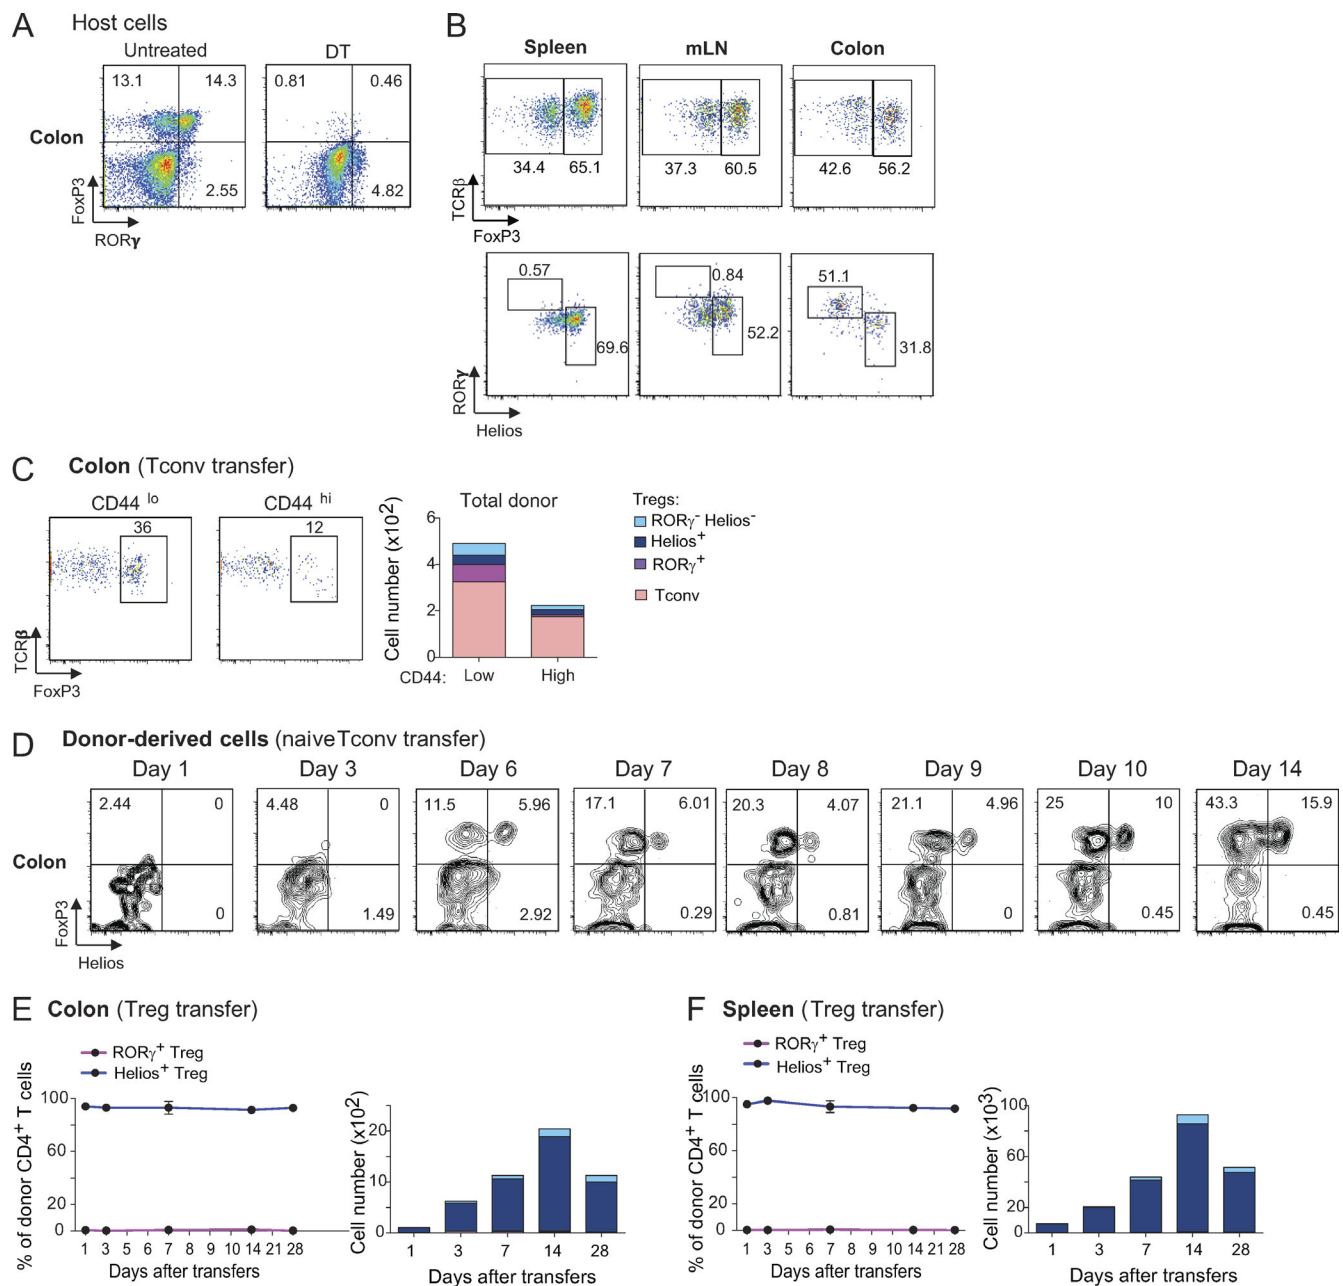 A Host cells
Untreated
DT
13.1 14.3
0.81 0.46
Colon
2.55
4.82
FoxP3
RORγ
B
Spleen mLN Colon
34.4 65.1
37.3 60.5
42.6 56.2
TCRβ
FoxP3
0.57
0.84
51.1
69.6
52.2
31.8
RORγ
Helios
C Colon (Tconv transfer)
CD44 lo
CD44 hi
36
12
TCRβ
FoxP3
Total donor
Cell number (x10²)
6
4
2
0
CD44: Low High
Tregs:
RORγ⁻ Helios⁻
Helios⁺
RORγ⁺
Tconv
D Donor-derived cells (naive Tconv transfer)
Day 1 Day 3 Day 6 Day 7 Day 8 Day 9 Day 10 Day 14
2.44 0 4.48 0 11.5 5.96 17.1 6.01 20.3 4.07 21.1 4.96 25 10 43.3 15.9
Colon
0 1.49 2.92 0.29 0.81 0 0.45 0.45
FoxP3
Helios
E Colon (Treg transfer)
RORγ⁺ Treg
Helios⁺ Treg
% of donor CD4⁺ T cells
100
60
20
0
1 3 5 6 7 8 9 10 14 21 28
Days after transfers
Cell number (x10²)
20
10
0
1 3 7 14 28
Days after transfers
F Spleen (Treg transfer)
RORγ⁺ Treg
Helios⁺ Treg
% of donor CD4⁺ T cells
100
60
20
0
1 3 5 6 7 8 9 10 14 21 28
Days after transfers
Cell number (x10³)
100
60
20
0
1 3 7 14 28
Days after transfers